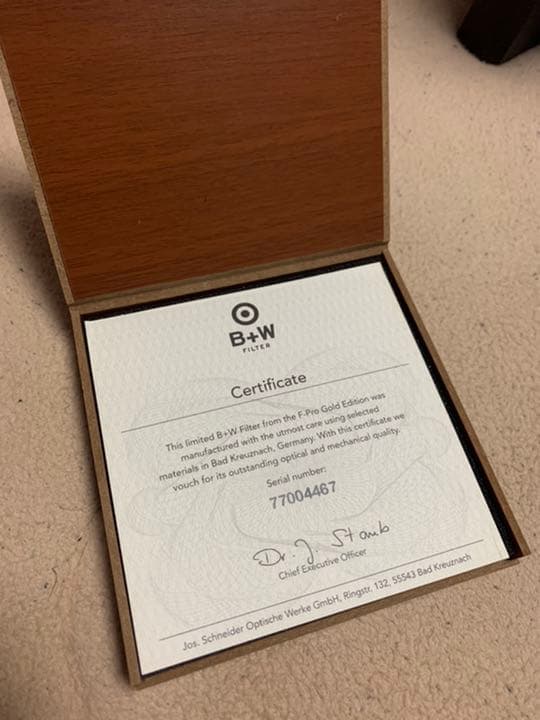 B+W
FILTER
Certificate
This limited B+W Filter from the F-Pro Gold Edition was
manufactured with the utmost care using selected
materials in Bad Kreuznach, Germany. With this certificate we
vouch for its outstanding optical and mechanical quality.
Serial number:
77004467
Dr. J. Staub
Chief Executive Officer
Jos. Schneider Optische Werke GmbH, Ringstr. 132, 55543 Bad Kreuznach